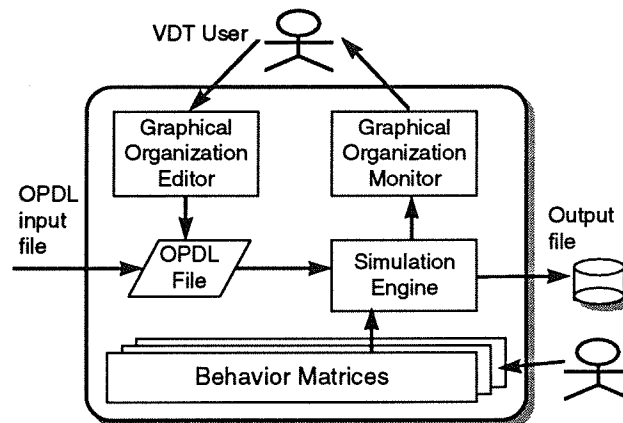 VDT User
Graphical
Organization
Editor
Graphical
Organization
Monitor
OPDL
input
file
OPDL
File
Simulation
Engine
Output
file
Behavior Matrices